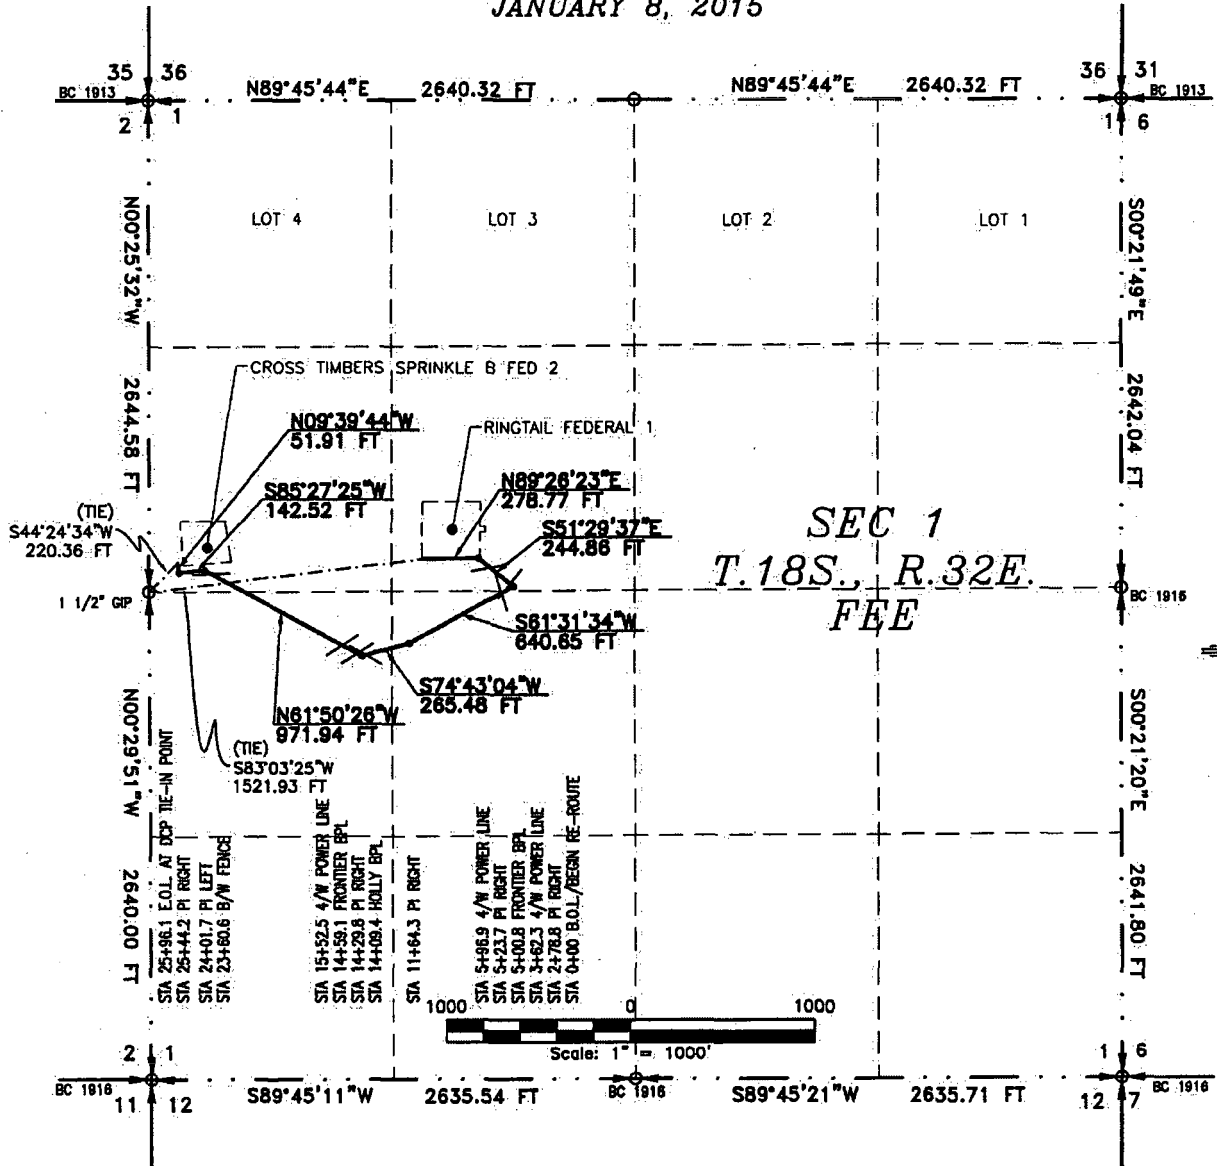 JANUARY 8, 2015
35 36
BC 1913
2 1
N89°45'44"E 2640.32 FT
N89°45'44"E 2640.32 FT
36 31
BC 1913
1 6
LOT 4
LOT 3
LOT 2
LOT 1
N00°25'32"W 2644.58 FT
S00°21'49"E 2642.04 FT
CROSS TIMBERS SPRINKLE B FED 2
N09°39'44"W
51.91 FT
RINGTAIL FEDERAL 1
S85°27'25"W
142.52 FT
N89°26'23"E
278.77 FT
(TIE)
S44°24'34"W
220.36 FT
S51°29'37"E
244.86 FT
SEC 1
T.18S., R.32E.
FEE
1 1/2" GIP
BC 1916
S61°31'34"W
640.65 FT
S74°43'04"W
265.48 FT
N61°50'26"W
971.94 FT
(TIE)
S83°03'25"W
1521.93 FT
N00°29'51"W 2640.00 FT
S00°21'20"E 2641.80 FT
STA 25+96.1 E.O.L. AT DCP TIE-IN POINT
STA 25+44.2 PI RIGHT
STA 24+01.7 PI LEFT
STA 23+60.6 B/W FENCE
STA 15+52.5 4/W POWER LINE
STA 14+59.1 FRONTIER BPL
STA 14+29.8 PI RIGHT
STA 14+09.4 HOLLY BPL
STA 11+64.3 PI RIGHT
STA 5+96.9 4/W POWER LINE
STA 5+23.7 PI RIGHT
STA 5+00.8 FRONTIER BPL
STA 3+62.3 4/W POWER LINE
STA 2+78.8 PI RIGHT
STA 0+00 B.O.L./BEGIN RE-ROUTE
1000 0 1000
Scale: 1" = 1000'
2 1
BC 1916
11 12
S89°45'11"W 2635.54 FT
BC 1916
S89°45'21"W 2635.71 FT
1 6
BC 1916
12 7